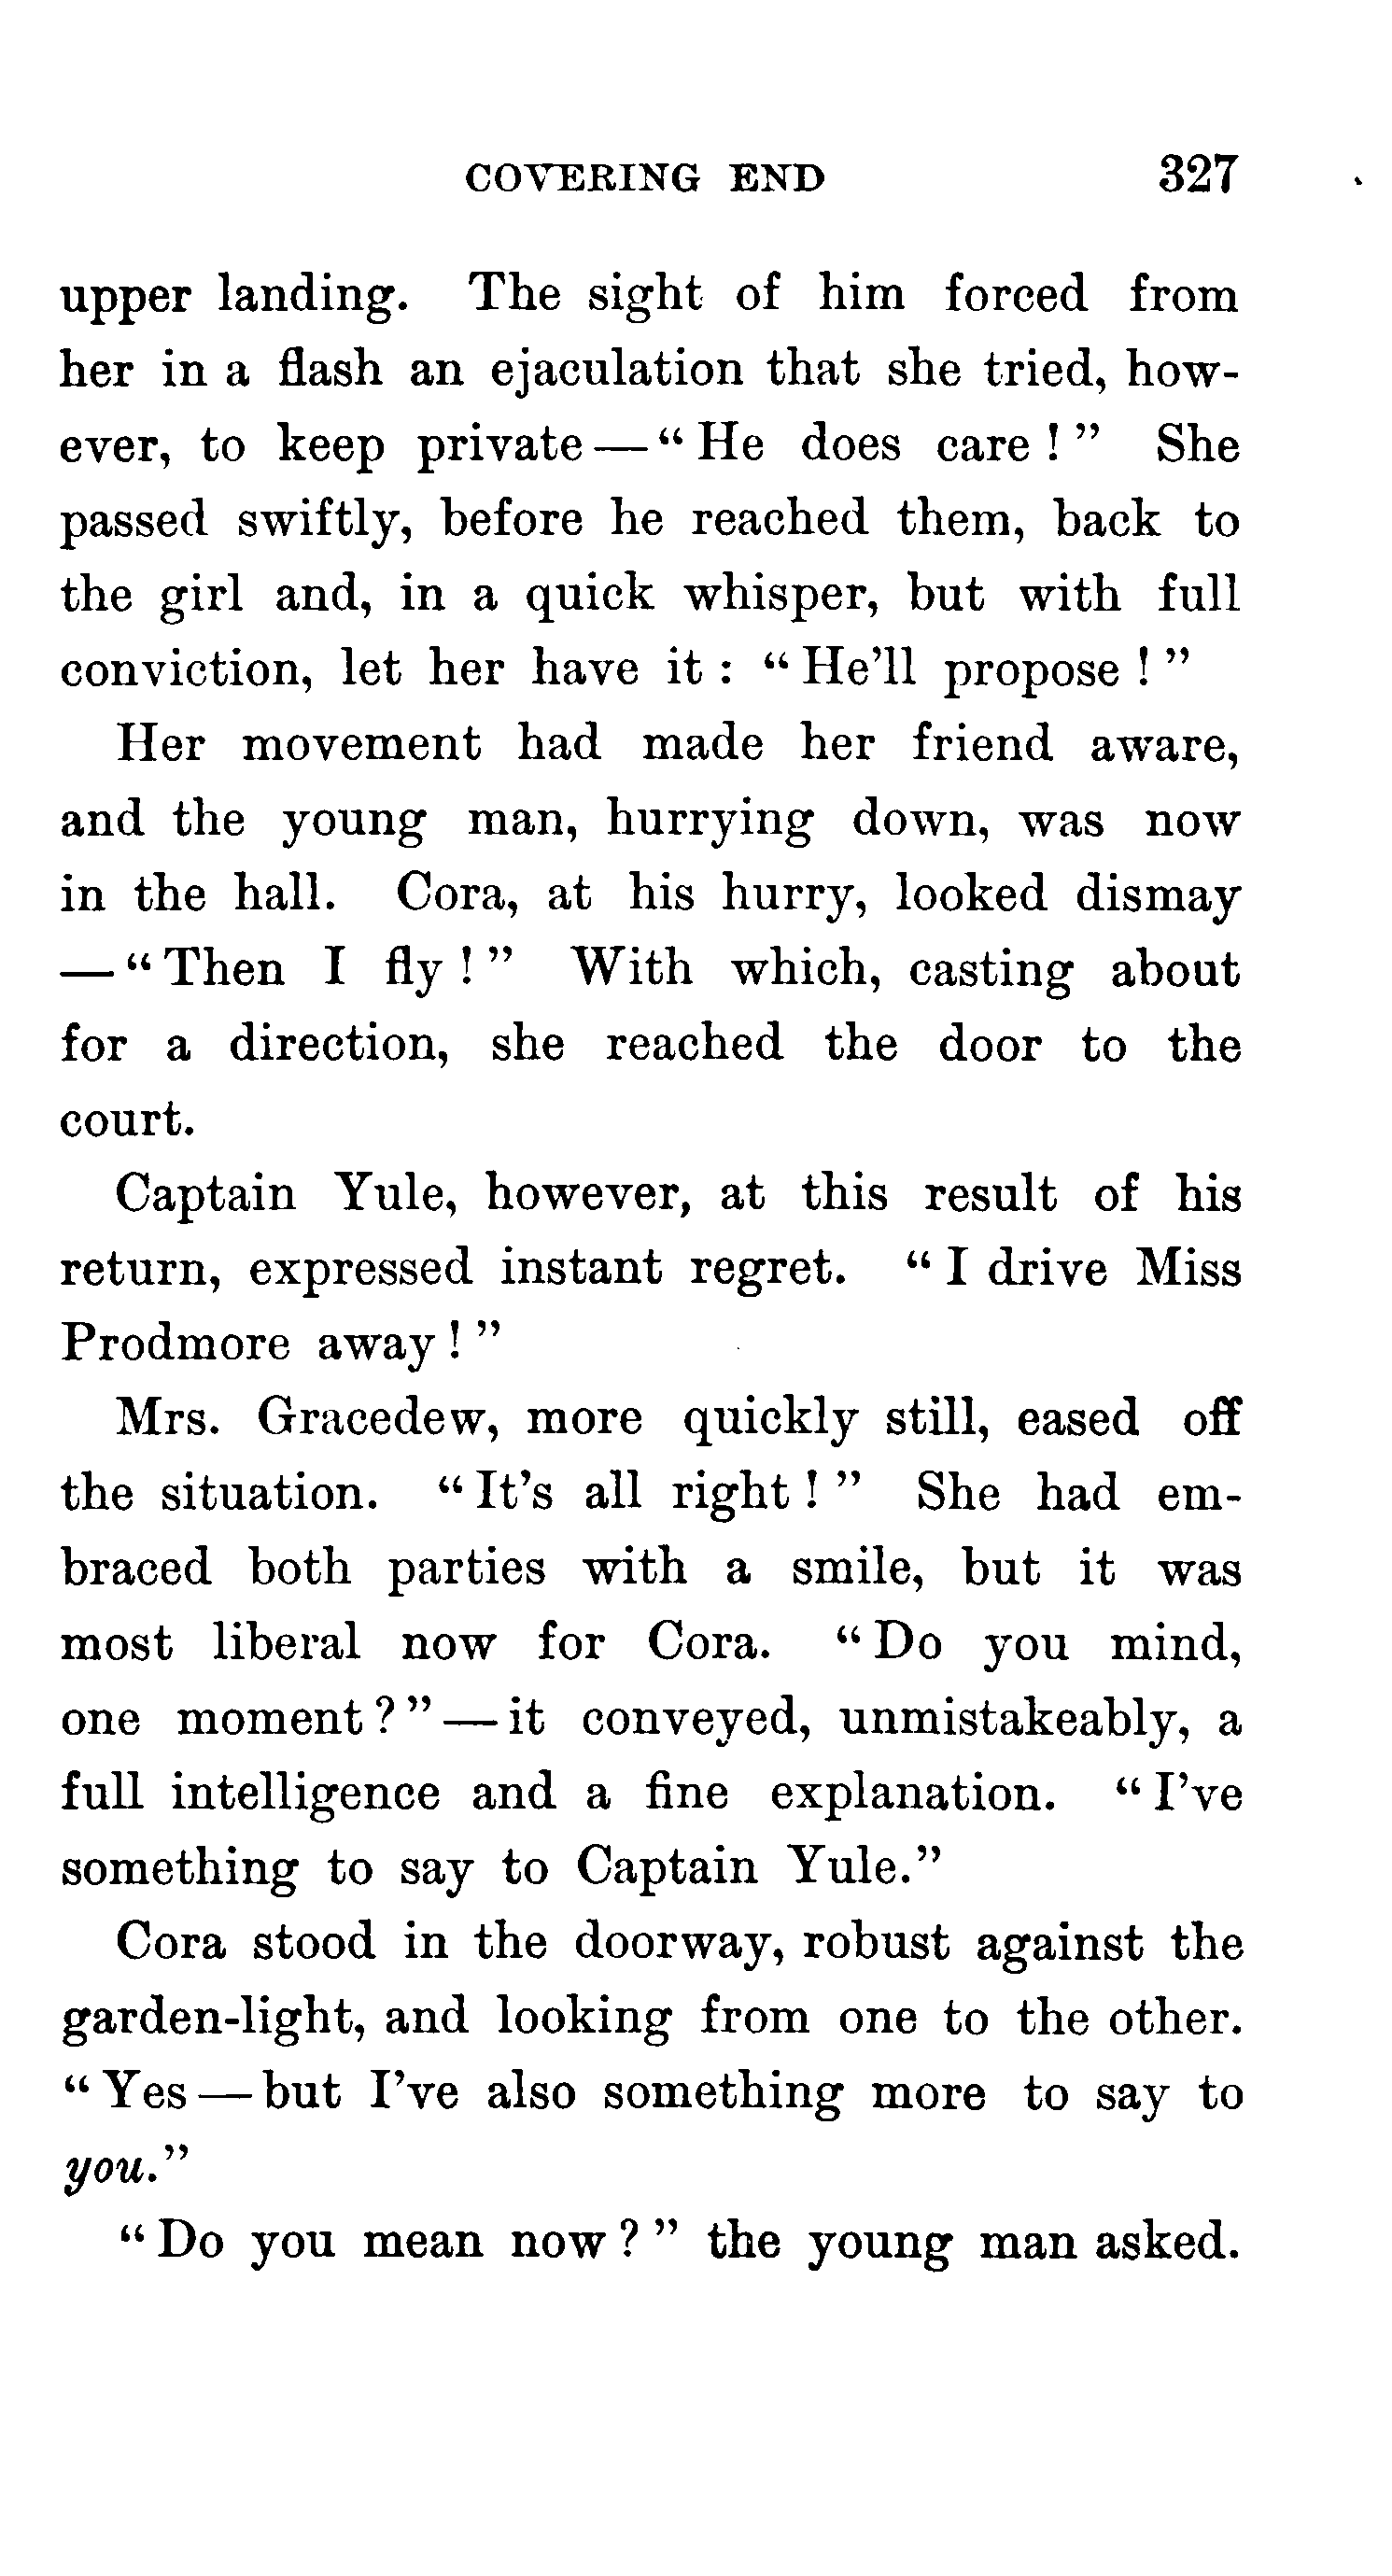 COVERING END 327
upper landing. The sight of him forced from
her in a flash an ejaculation that she tried, how-
ever, to keep private—“He does care!” She
passed swiftly, before he reached them, back to
the girl and, in a quick whisper, but with full
conviction, let her have it: “He’ll propose!”
Her movement had made her friend aware,
and the young man, hurrying down, was now
in the hall. Cora, at his hurry, looked dismay
—“Then I fly!” With which, casting about
for a direction, she reached the door to the
court.
Captain Yule, however, at this result of his
return, expressed instant regret. “I drive Miss
Prodmore away!”
Mrs. Gracedew, more quickly still, eased off
the situation. “It’s all right!” She had em-
braced both parties with a smile, but it was
most liberal now for Cora. “Do you mind,
one moment?”—it conveyed, unmistakeably, a
full intelligence and a fine explanation. “I’ve
something to say to Captain Yule.”
Cora stood in the doorway, robust against the
garden-light, and looking from one to the other.
“Yes—but I’ve also something more to say to
you.”
“Do you mean now?” the young man asked.